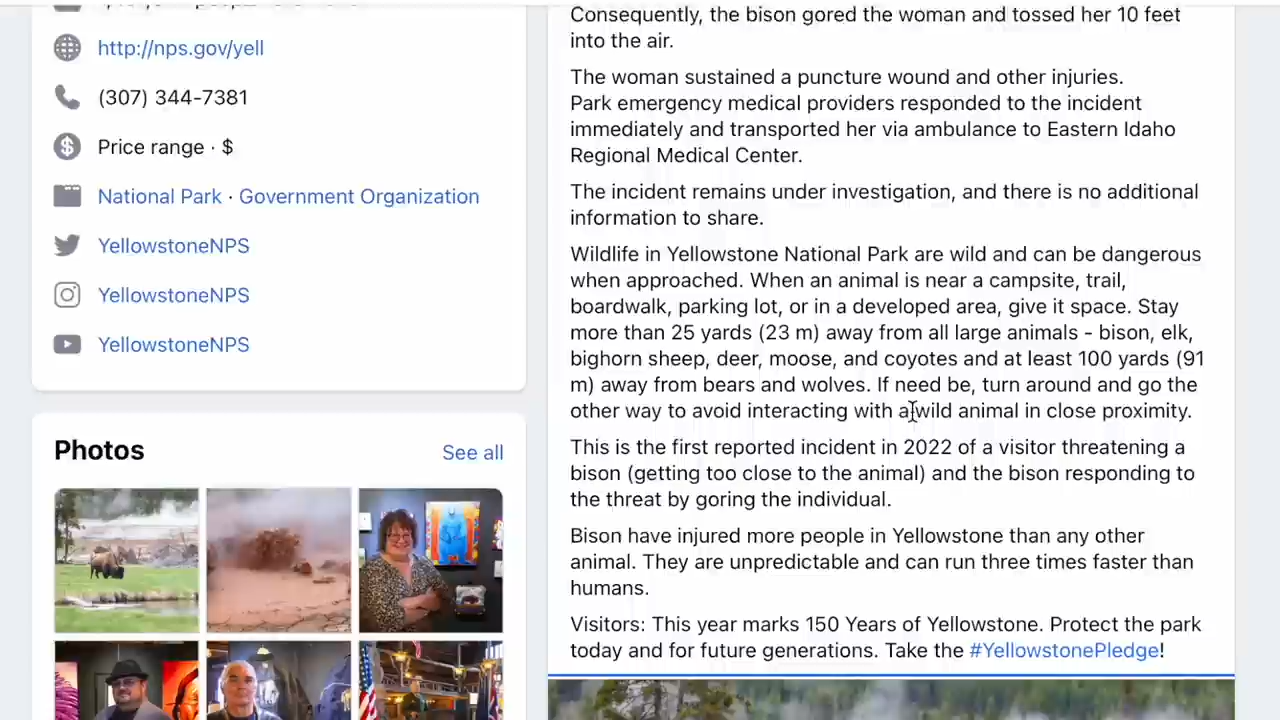 http://nps.gov/yell
(307) 344-7381
Price range · $
National Park · Government Organization
YellowstoneNPS
YellowstoneNPS
YellowstoneNPS
Photos
See all
Consequently, the bison gored the woman and tossed her 10 feet
into the air.
The woman sustained a puncture wound and other injuries.
Park emergency medical providers responded to the incident
immediately and transported her via ambulance to Eastern Idaho
Regional Medical Center.
The incident remains under investigation, and there is no additional
information to share.
Wildlife in Yellowstone National Park are wild and can be dangerous
when approached. When an animal is near a campsite, trail,
boardwalk, parking lot, or in a developed area, give it space. Stay
more than 25 yards (23 m) away from all large animals - bison, elk,
bighorn sheep, deer, moose, and coyotes and at least 100 yards (91
m) away from bears and wolves. If need be, turn around and go the
other way to avoid interacting with a wild animal in close proximity.
This is the first reported incident in 2022 of a visitor threatening a
bison (getting too close to the animal) and the bison responding to
the threat by goring the individual.
Bison have injured more people in Yellowstone than any other
animal. They are unpredictable and can run three times faster than
humans.
Visitors: This year marks 150 Years of Yellowstone. Protect the park
today and for future generations. Take the #YellowstonePledge!